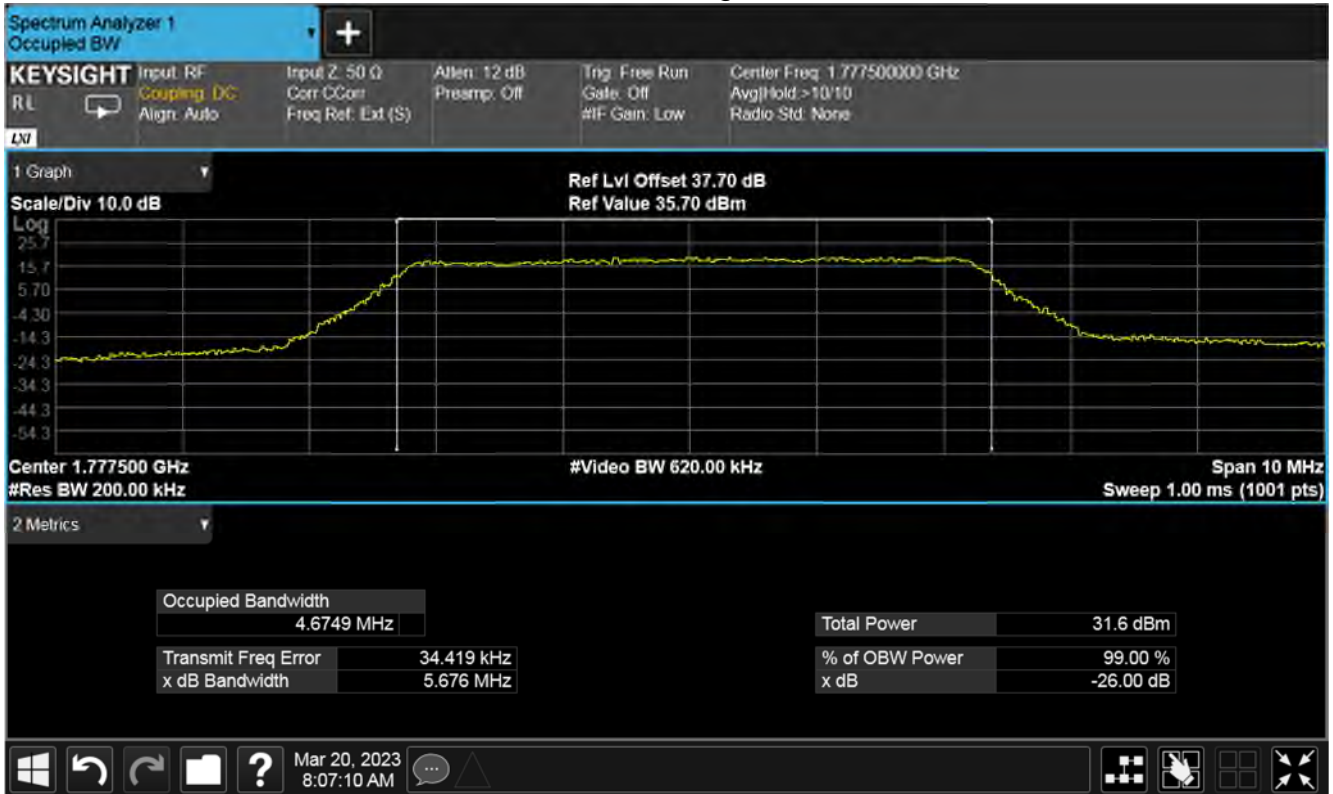 Spectrum Analyzer 1
Occupied BW
+
KEYSIGHT
RL
LXI
Input: RF
Coupling: DC
Align: Auto
Input Z: 50 Ω
Corr CCorr
Freq Ref: Ext (S)
Atten: 12 dB
Preamp: Off
Trig: Free Run
Gate: Off
#IF Gain: Low
Center Freq: 1.777500000 GHz
Avg|Hold:>10/10
Radio Std: None
1 Graph
Scale/Div 10.0 dB
Ref Lvl Offset 37.70 dB
Ref Value 35.70 dBm
Log
25.7
15.7
5.70
-4.30
-14.3
-24.3
-34.3
-44.3
-54.3
Center 1.777500 GHz
#Res BW 200.00 kHz
#Video BW 620.00 kHz
Span 10 MHz
Sweep 1.00 ms (1001 pts)
2 Metrics
Occupied Bandwidth
4.6749 MHz
Transmit Freq Error 34.419 kHz
x dB Bandwidth 5.676 MHz
Total Power 31.6 dBm
% of OBW Power 99.00 %
x dB -26.00 dB
?
Mar 20, 2023
8:07:10 AM